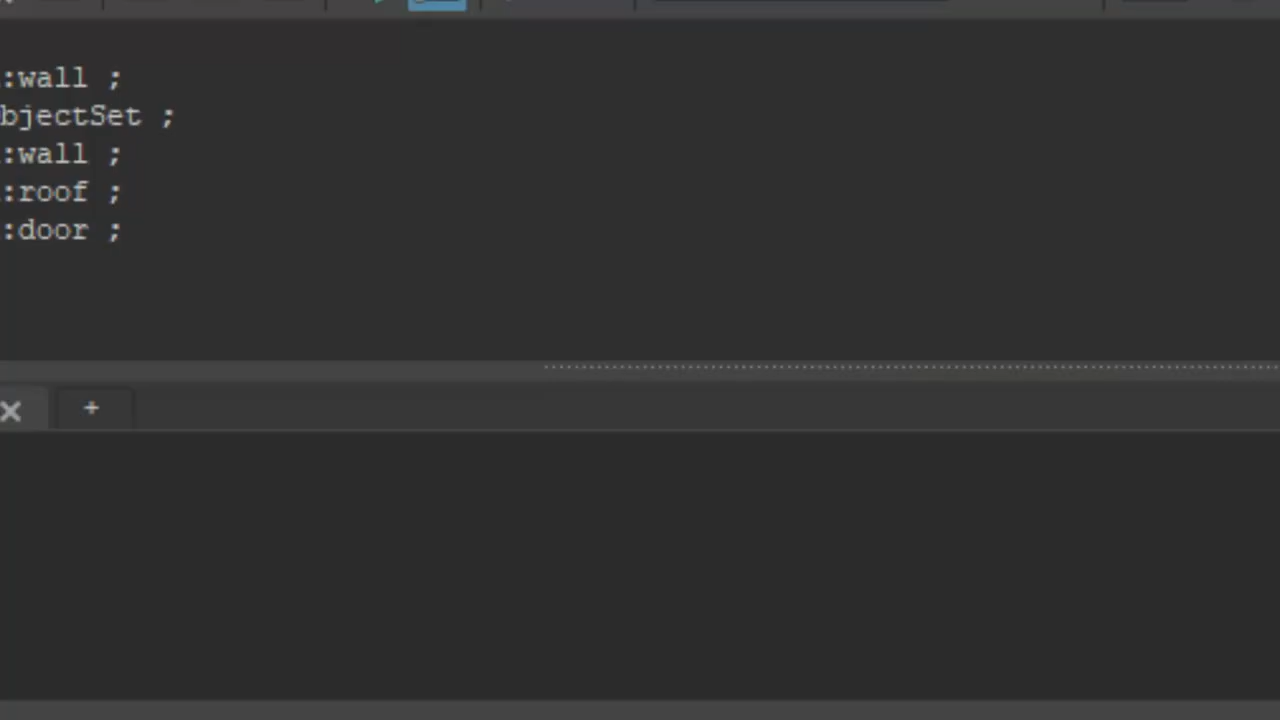 :wall ;
bjectSet ;
:wall ;
:roof ;
:door ;
+